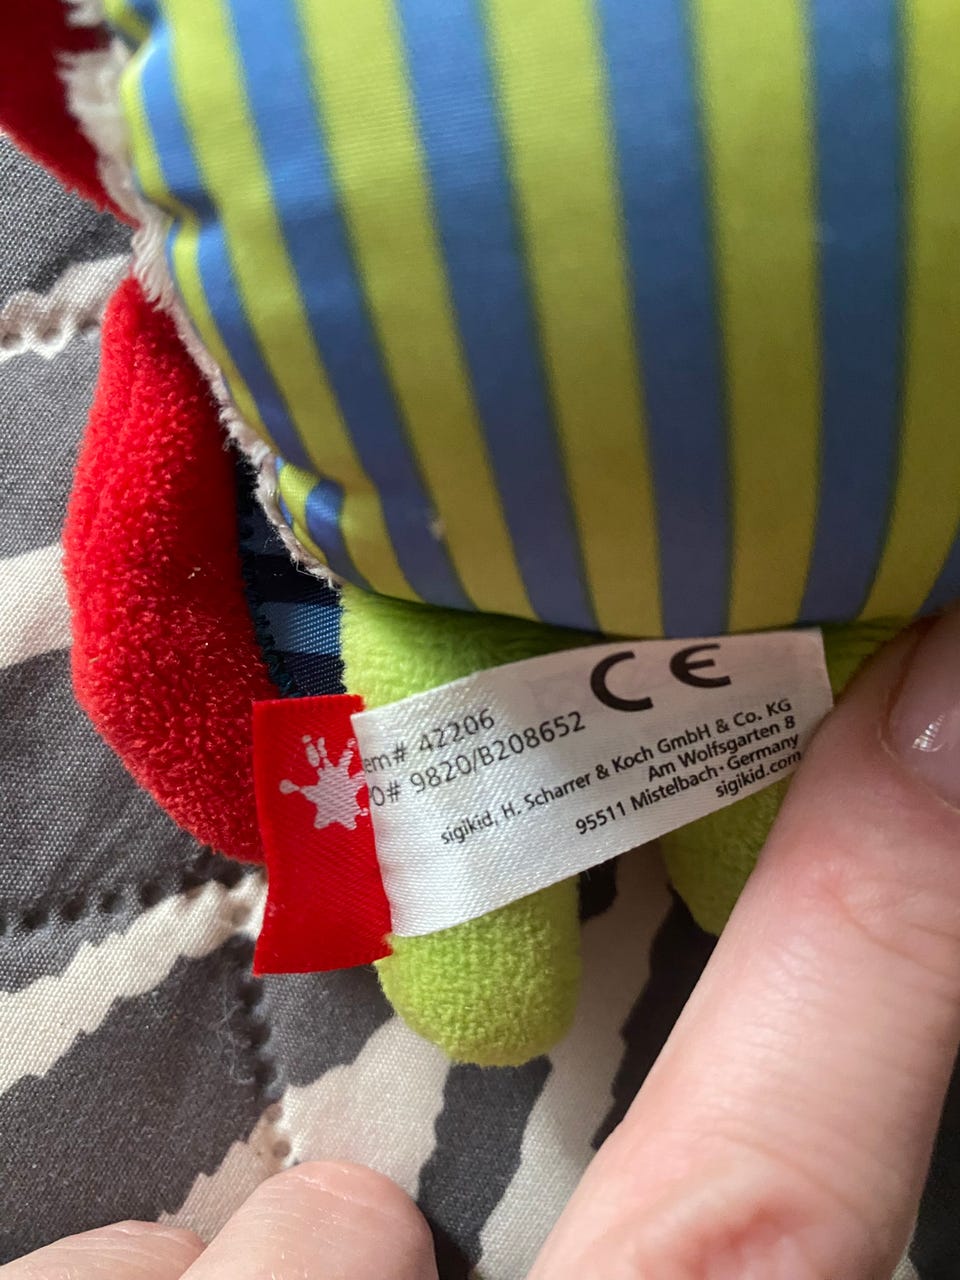 CE
em# 42206
O# 9820/B208652
sigikid, H. Scharrer & Koch GmbH & Co. KG
Am Wolfsgarten 8
95511 Mistelbach · Germany
sigikid.com